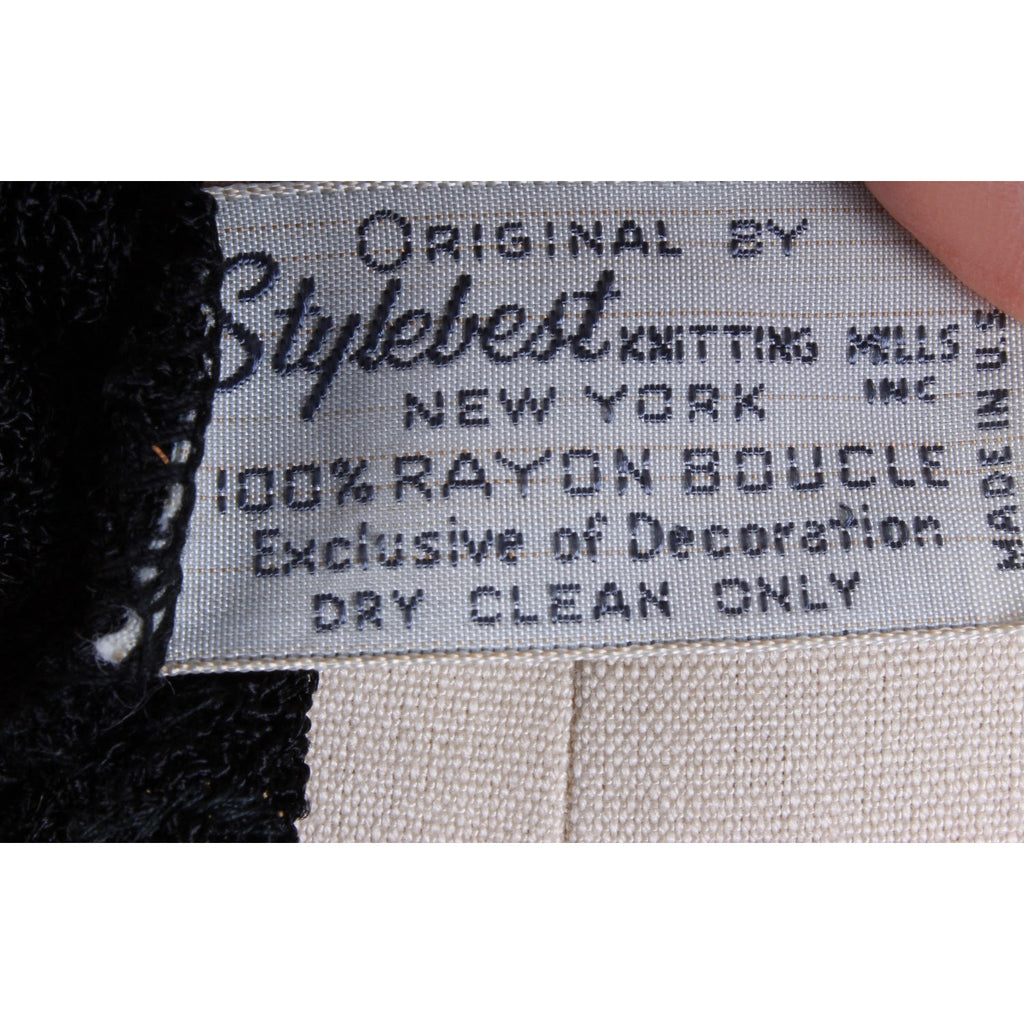 ORIGINAL BY
Stylebest KNITTING MILLS INC
NEW YORK
100% RAYON BOUCLE
Exclusive of Decoration
DRY CLEAN ONLY
MADE IN U.S.